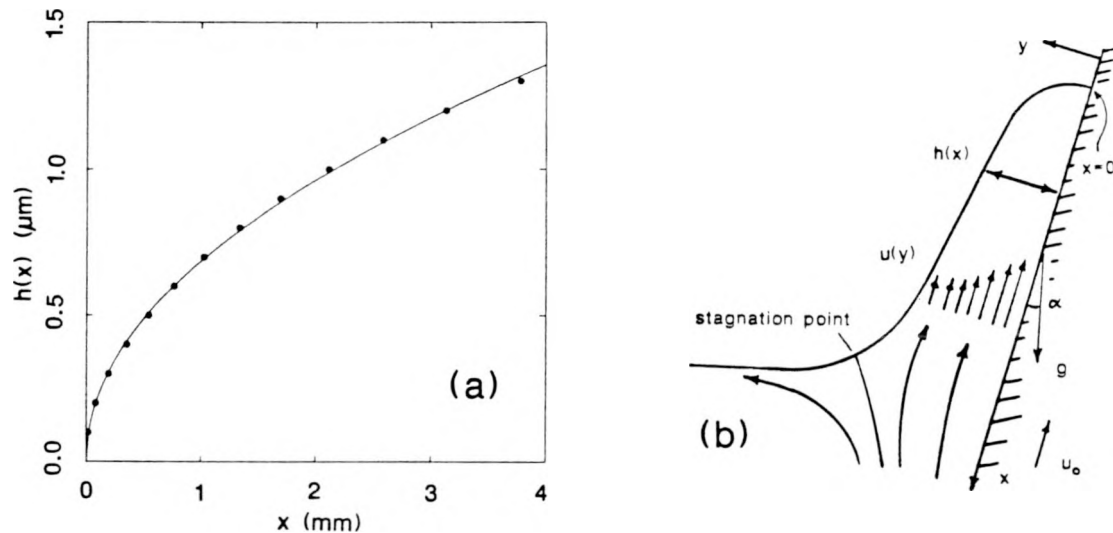 1.5
1.0
0.5
0.0
h(x) (μm)
0
1
2
3
4
x (mm)
(a)
y
h(x)
x=0
u(y)
stagnation point
α
g
(b)
x
u₀